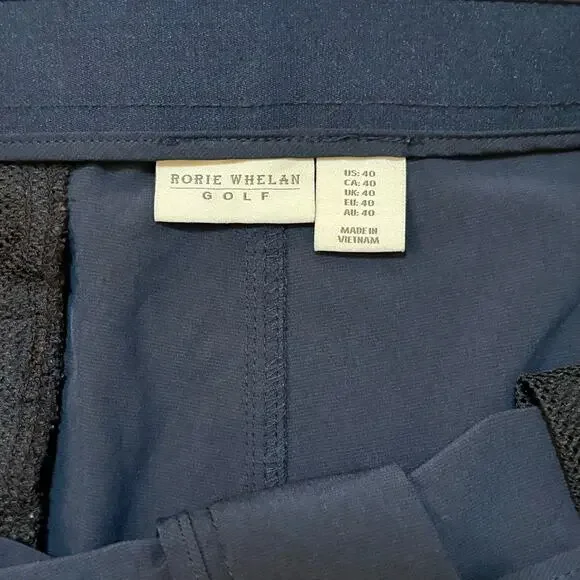 RORIE WHELAN
GOLF
US: 40
CA: 40
UK: 40
EU: 40
AU: 40
MADE IN
VIETNAM